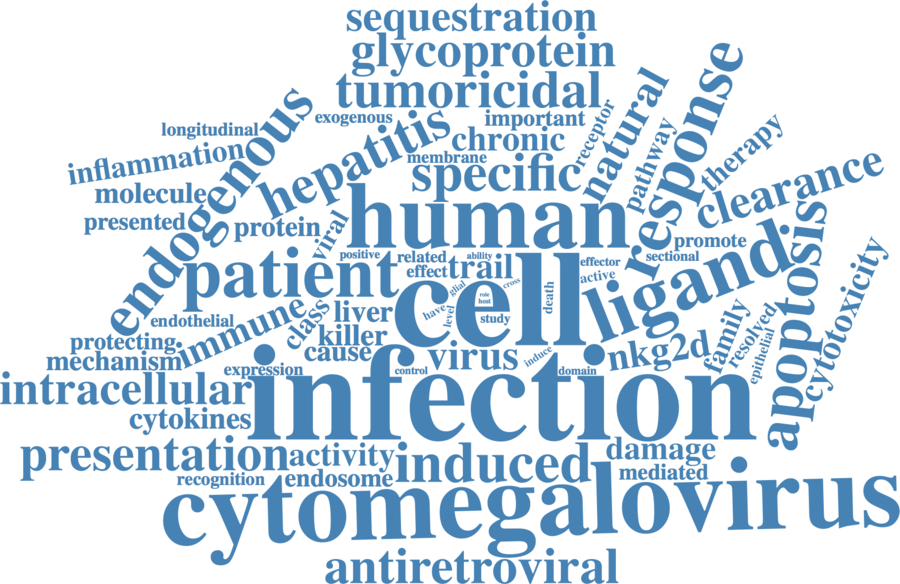 sequestration
glycoprotein
tumoricidal
exogenous
important
longitudinal
endogenous
hepatitis
chronic
receptor
natural
response
inflammation
membrane
specific
pathway
therapy
molecule
clearance
presented
protein
viral
human
promote
positive
related
ability
effector
sectional
patient
effect
trail
active
ligand
apoptosis
cytotoxicity
glial
cross
cell
role
host
death
have
level
study
endothelial
immune
class
liver
killer
family
resolved
protecting
cause
virus
induce
nkg2d
epithelial
mechanism
expression
control
domain
intracellular
infection
cytokines
presentation
activity
induced
damage
recognition
endosome
mediated
cytomegalovirus
antiretroviral